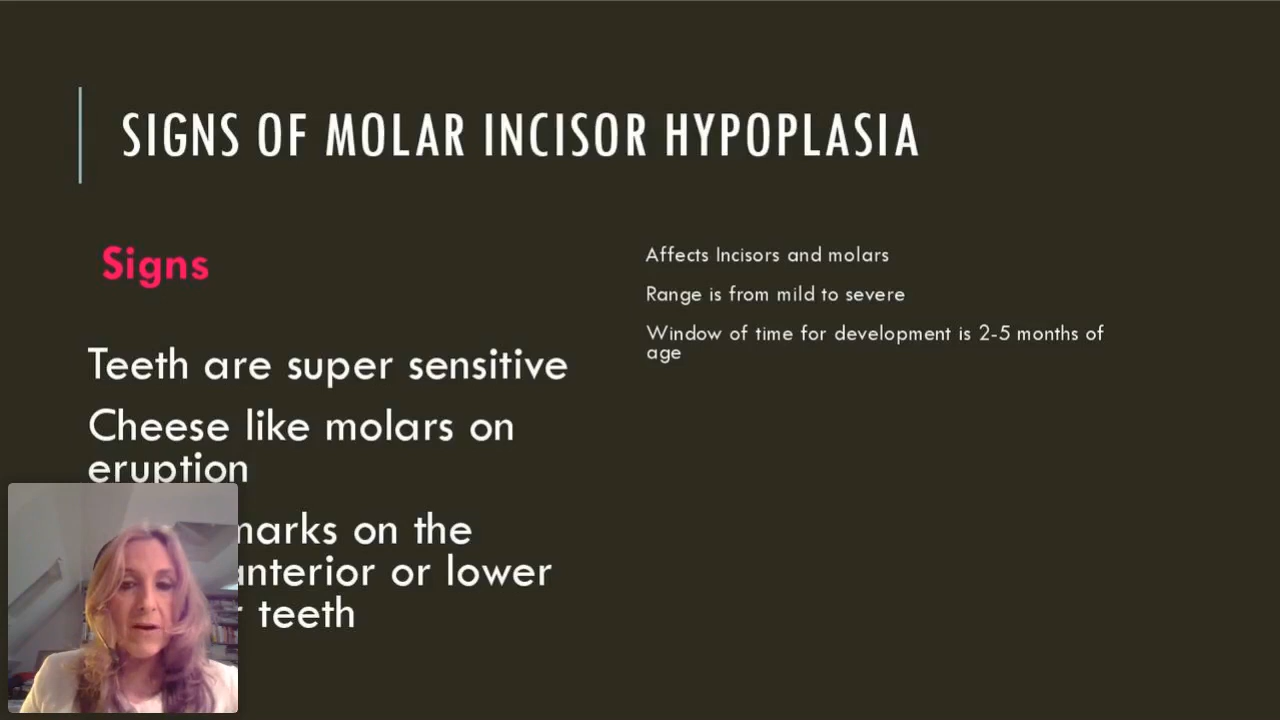 SIGNS OF MOLAR INCISOR HYPOPLASIA
Signs
Teeth are super sensitive
Cheese like molars on
eruption
marks on the
anterior or lower
teeth
Affects Incisors and molars
Range is from mild to severe
Window of time for development is 2-5 months of
age